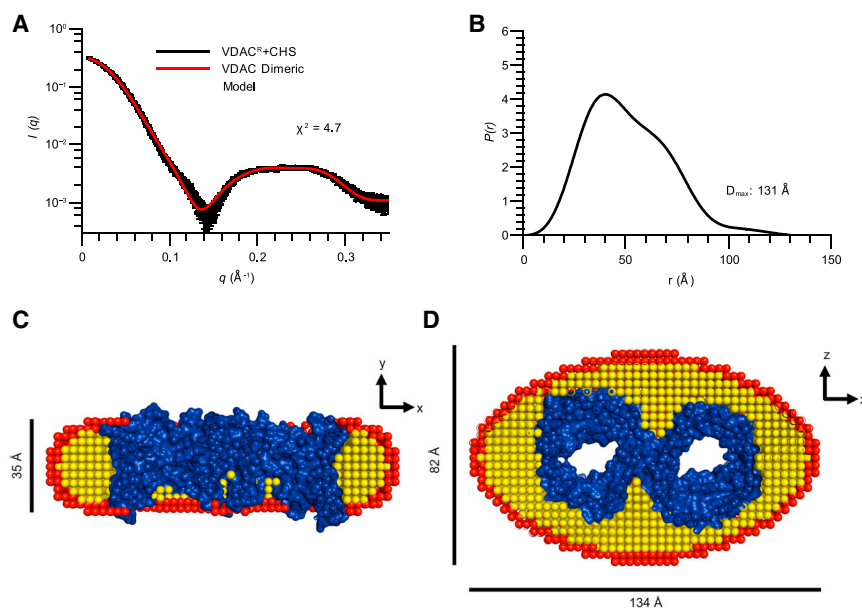 A
10⁰
10⁻¹
10⁻²
10⁻³
I (q)
VDACᴿ+CHS
VDAC Dimeric
Model
χ² = 4.7
0
0.1
0.2
0.3
q (Å⁻¹)
B
6
5
4
3
2
1
0
P(r)
Dmax: 131 Å
0
50
100
150
r (Å)
C
y
x
35 Å
D
z
x
82 Å
134 Å